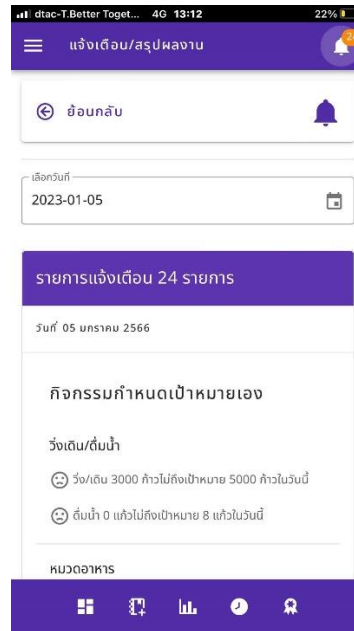 dtac-T.Better Toget... 4G 13:12 22%
แจ้งเตือน/สรุปผลงาน
24
ย้อนกลับ
เลือกวันที่
2023-01-05
รายการแจ้งเตือน 24 รายการ
วันที่ 05 มกราคม 2566
กิจกรรมกำหนดเป้าหมายเอง
วิ่งเดิน/ดื่มน้ำ
วิ่ง/เดิน 3000 ก้าวไม่ถึงเป้าหมาย 5000 ก้าวในวันนี้
ดื่มน้ำ 0 แก้วไม่ถึงเป้าหมาย 8 แก้วในวันนี้
หมวดอาหาร